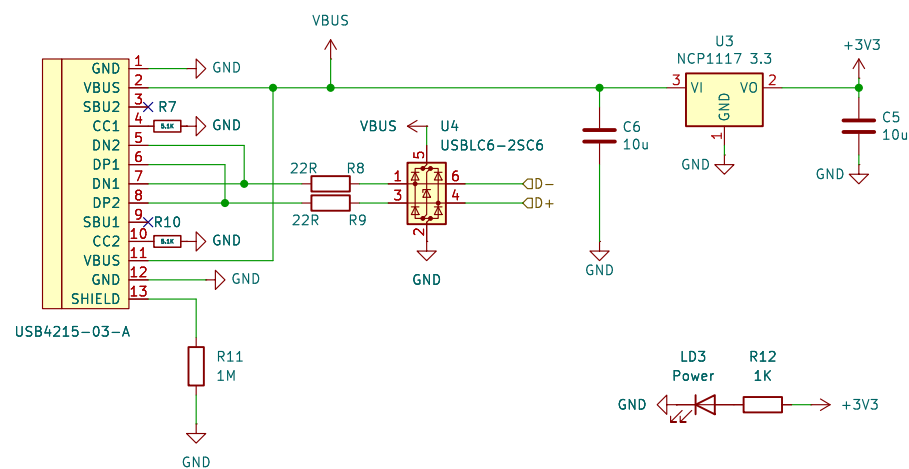 VBUS
GND 1 GND
VBUS 2
SBU2 3 R7
CC1 4 5.1K GND
DN2 5
DP1 6
DN1 7
DP2 8
SBU1 9 R10
CC2 10 5.1K GND
VBUS 11
GND 12 GND
SHIELD 13
USB4215-03-A
R11
1M
GND
22R R8
22R R9
VBUS
U4
USBLC6-2SC6
5
1 6
3 4
2
GND
D-
D+
C6
10u
GND
U3
NCP1117 3.3
3 VI VO 2
GND
1
GND
+3V3
C5
10u
GND
LD3
Power
R12
1K
GND
+3V3